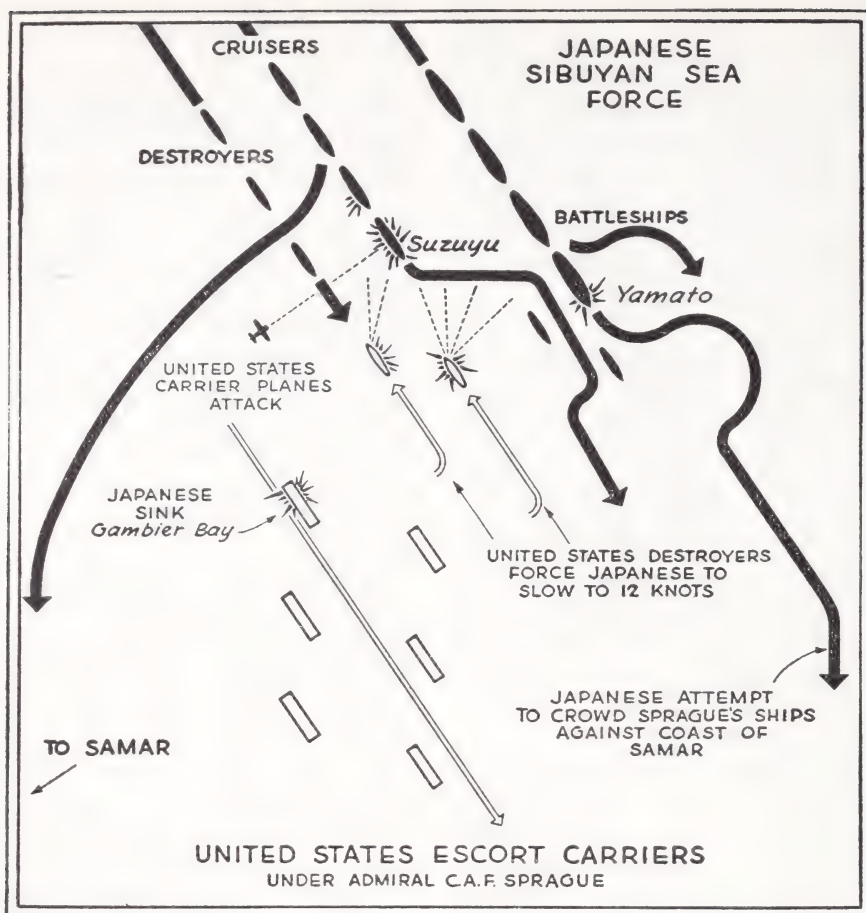 CRUISERS
JAPANESE
SIBUYAN SEA
FORCE
DESTROYERS
BATTLESHIPS
Suzuyu
Yamato
UNITED STATES
CARRIER PLANES
ATTACK
JAPANESE
SINK
Gambier Bay
UNITED STATES DESTROYERS
FORCE JAPANESE TO
SLOW TO 12 KNOTS
JAPANESE ATTEMPT
TO CROWD SPRAGUE'S SHIPS
AGAINST COAST OF
SAMAR
TO SAMAR
UNITED STATES ESCORT CARRIERS
UNDER ADMIRAL C.A.F. SPRAGUE